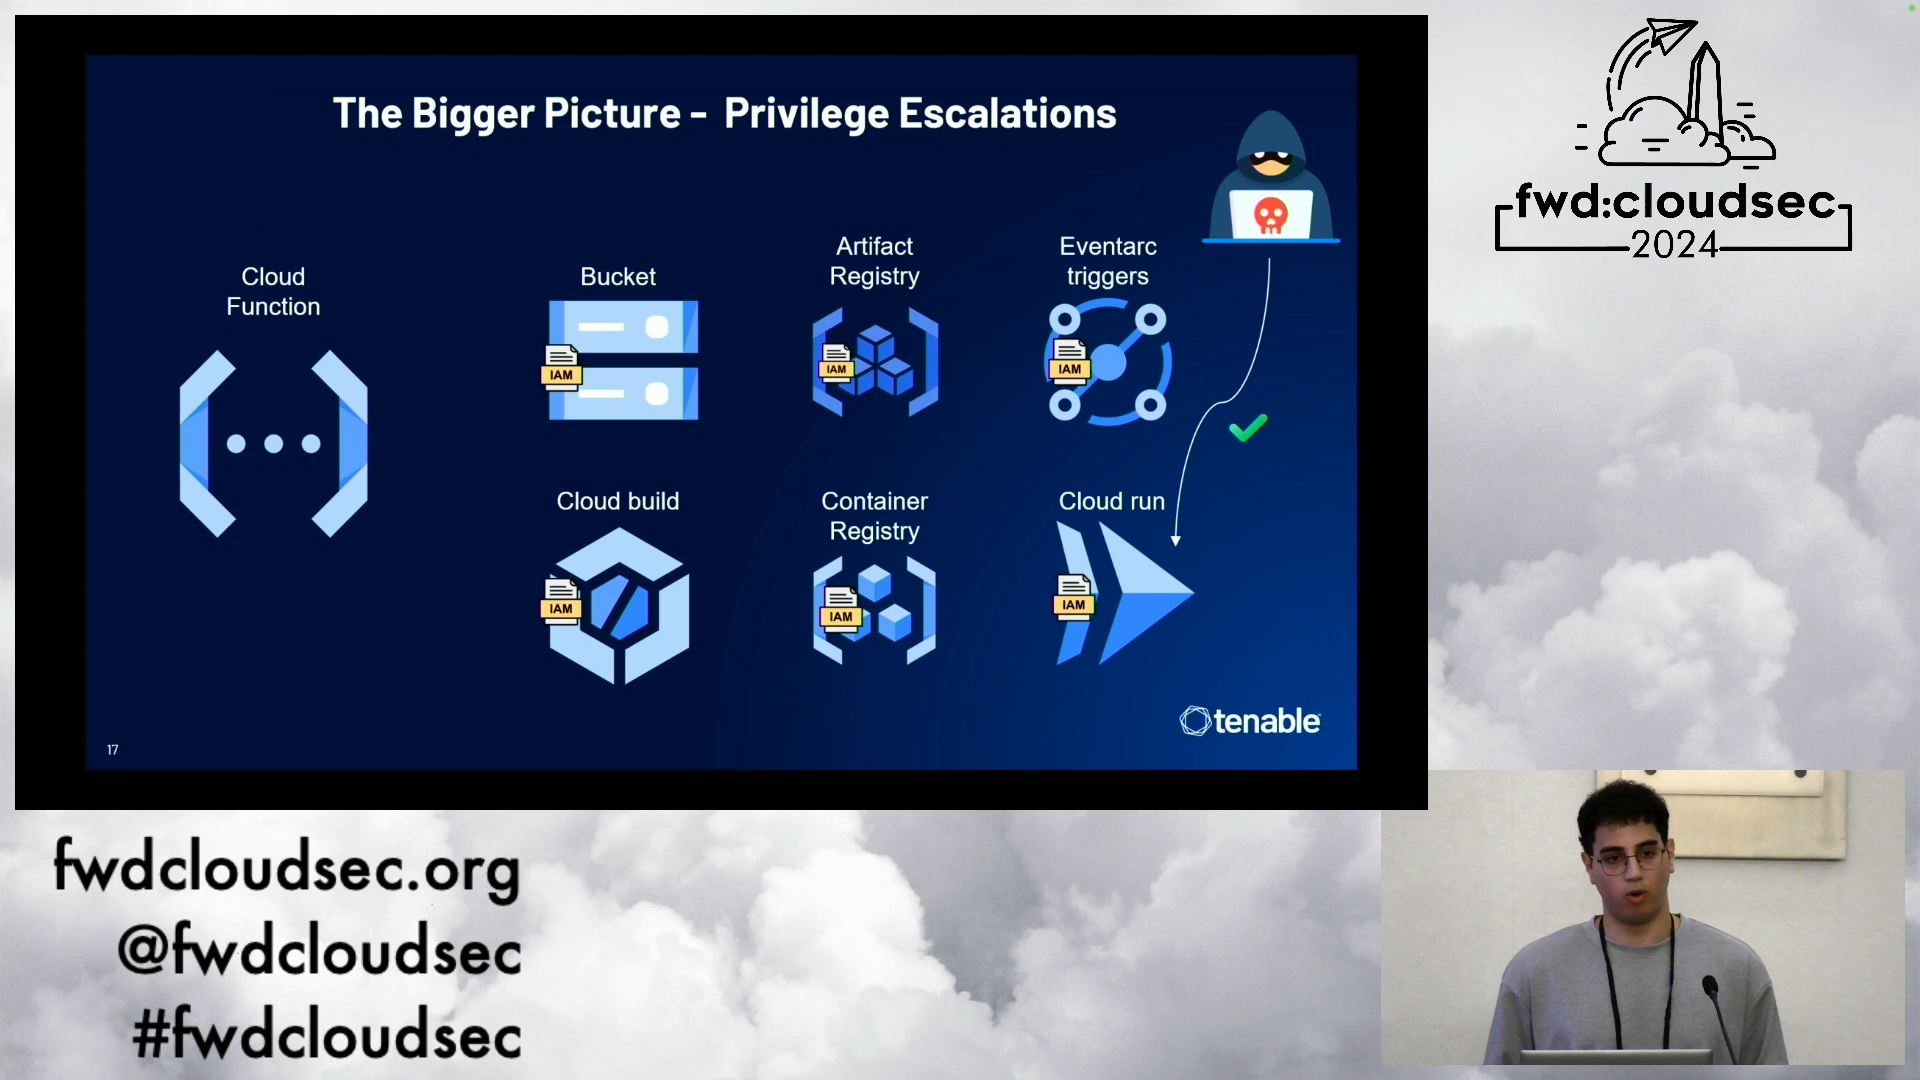 The Bigger Picture - Privilege Escalations
Cloud
Function
Bucket
IAM
Artifact
Registry
IAM
Eventarc
triggers
IAM
Cloud build
IAM
Container
Registry
IAM
Cloud run
IAM
tenable
17
fwd:cloudsec
2024
fwdcloudsec.org
@fwdcloudsec
#fwdcloudsec